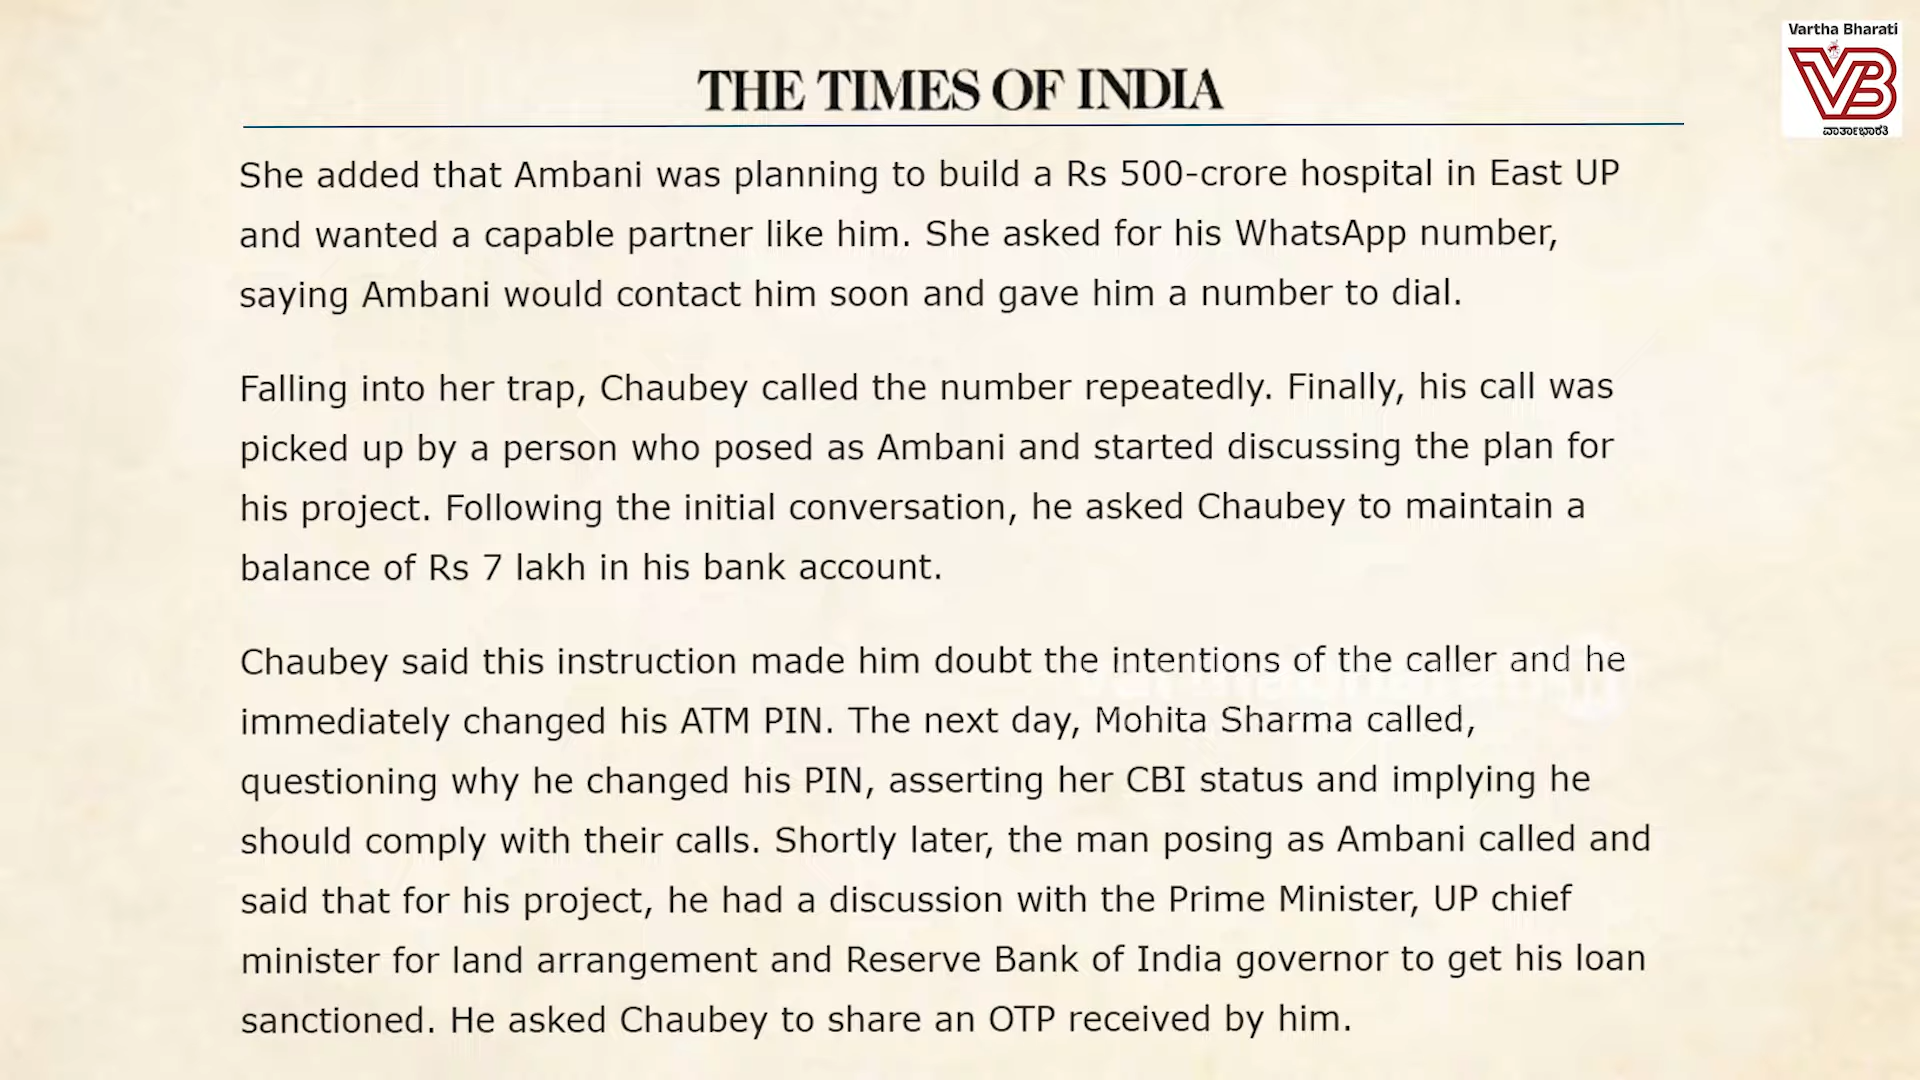 Vartha Bharati
VB
ವಾರ್ತಾಭಾರತಿ
THE TIMES OF INDIA
She added that Ambani was planning to build a Rs 500-crore hospital in East UP
and wanted a capable partner like him. She asked for his WhatsApp number,
saying Ambani would contact him soon and gave him a number to dial.
Falling into her trap, Chaubey called the number repeatedly. Finally, his call was
picked up by a person who posed as Ambani and started discussing the plan for
his project. Following the initial conversation, he asked Chaubey to maintain a
balance of Rs 7 lakh in his bank account.
Chaubey said this instruction made him doubt the intentions of the caller and he
immediately changed his ATM PIN. The next day, Mohita Sharma called,
questioning why he changed his PIN, asserting her CBI status and implying he
should comply with their calls. Shortly later, the man posing as Ambani called and
said that for his project, he had a discussion with the Prime Minister, UP chief
minister for land arrangement and Reserve Bank of India governor to get his loan
sanctioned. He asked Chaubey to share an OTP received by him.